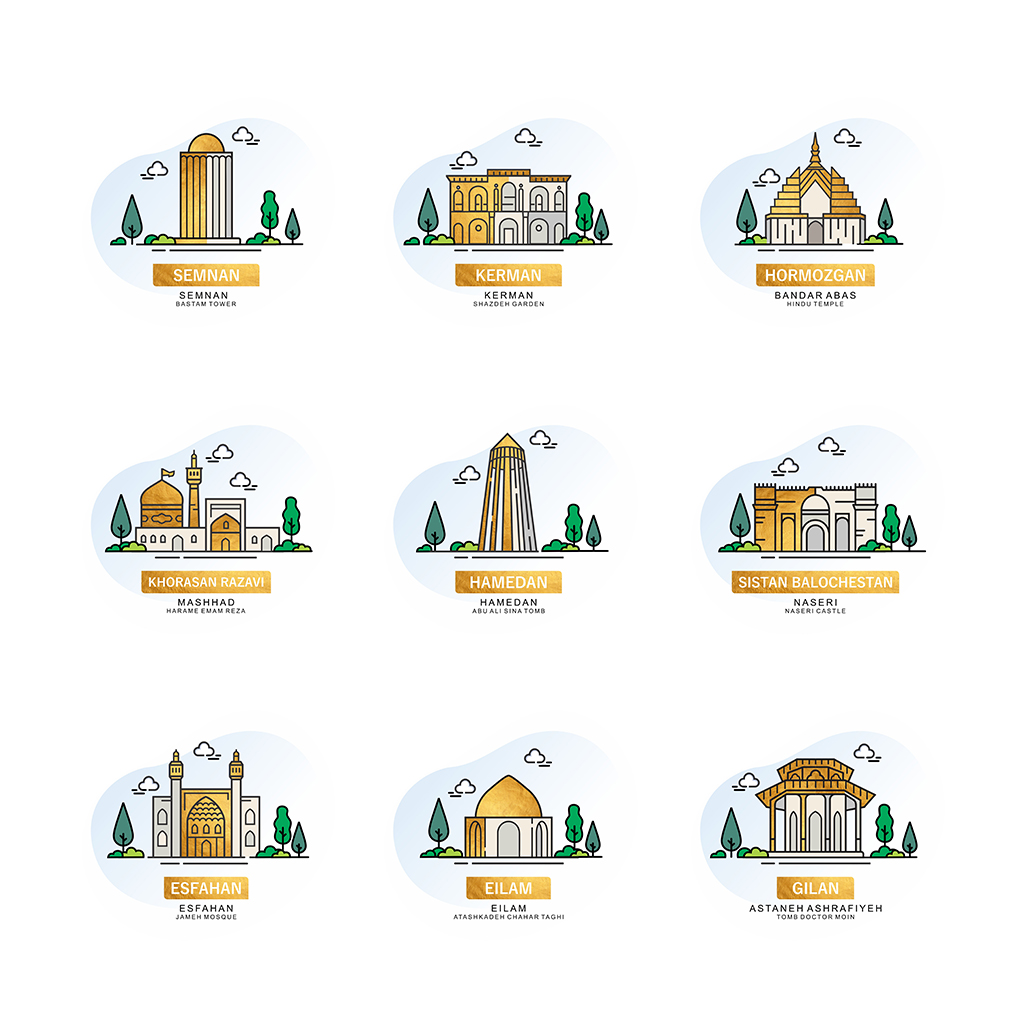 SEMNAN
SEMNAN
BASTAM TOWER
KERMAN
KERMAN
SHAZDEH GARDEN
HORMOZGAN
BANDAR ABAS
HINDU TEMPLE
KHORASAN RAZAVI
MASHHAD
HARAME EMAM REZA
HAMEDAN
HAMEDAN
ABU ALI SINA TOMB
SISTAN BALOCHESTAN
NASERI
NASERI CASTLE
ESFAHAN
ESFAHAN
JAMEH MOSQUE
EILAM
EILAM
ATASHKADEH CHAHAR TAGHI
GILAN
ASTANEH ASHRAFIYEH
TOMB DOCTOR MOIN